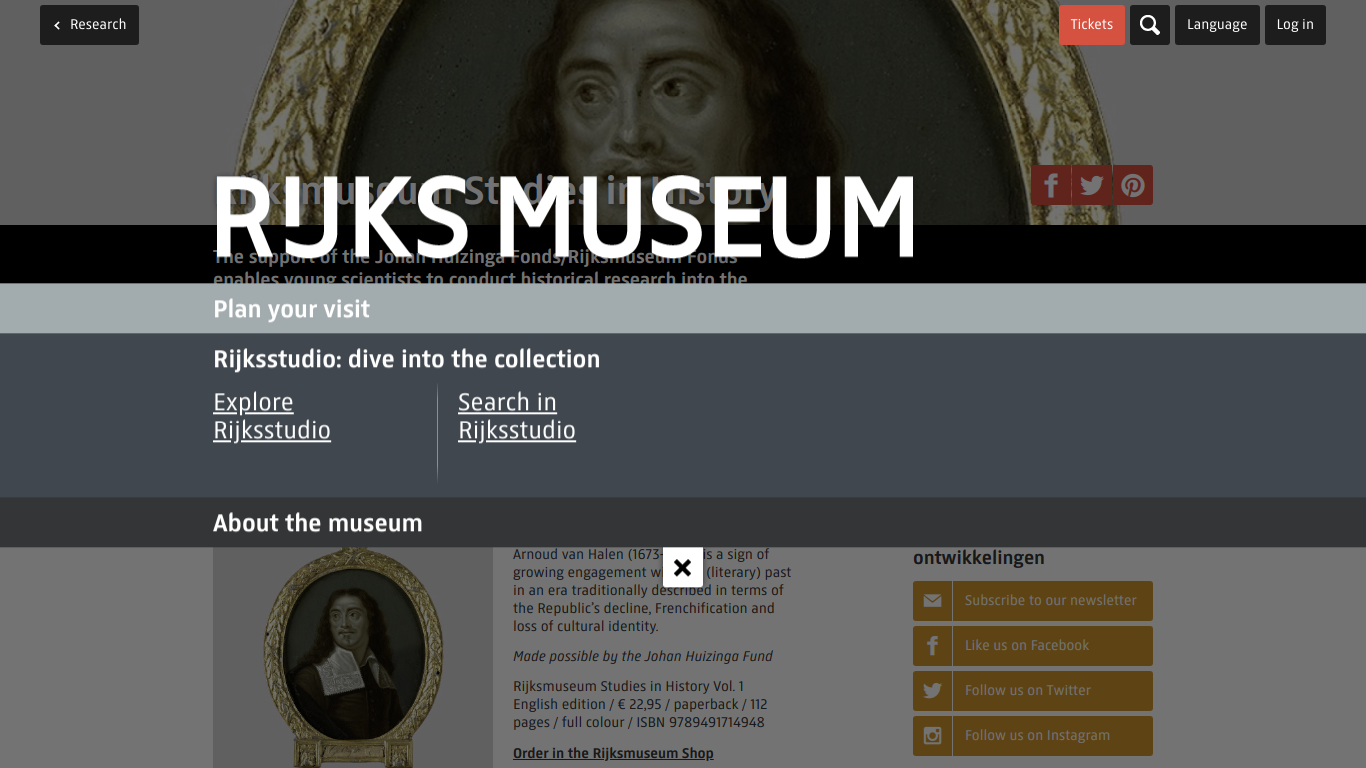 Research
Tickets
Language
Log in
Rijksmuseum Studies in History
RIJKS MUSEUM
The support of the Johan Huizinga Fonds/Rijksmuseum Fonds
enables young scientists to conduct historical research into the
Plan your visit
Rijksstudio: dive into the collection
Explore
Rijksstudio
Search in
Rijksstudio
About the museum
Arnoud van Halen (1673- is a sign of
growing engagement (literary) past
in an era traditionally described in terms of
the Republic’s decline, Frenchification and
loss of cultural identity.
Made possible by the Johan Huizinga Fund
Rijksmuseum Studies in History Vol. 1
English edition / € 22,95 / paperback / 112
pages / full colour / ISBN 9789491714948
Order in the Rijksmuseum Shop
ontwikkelingen
Subscribe to our newsletter
Like us on Facebook
Follow us on Twitter
Follow us on Instagram